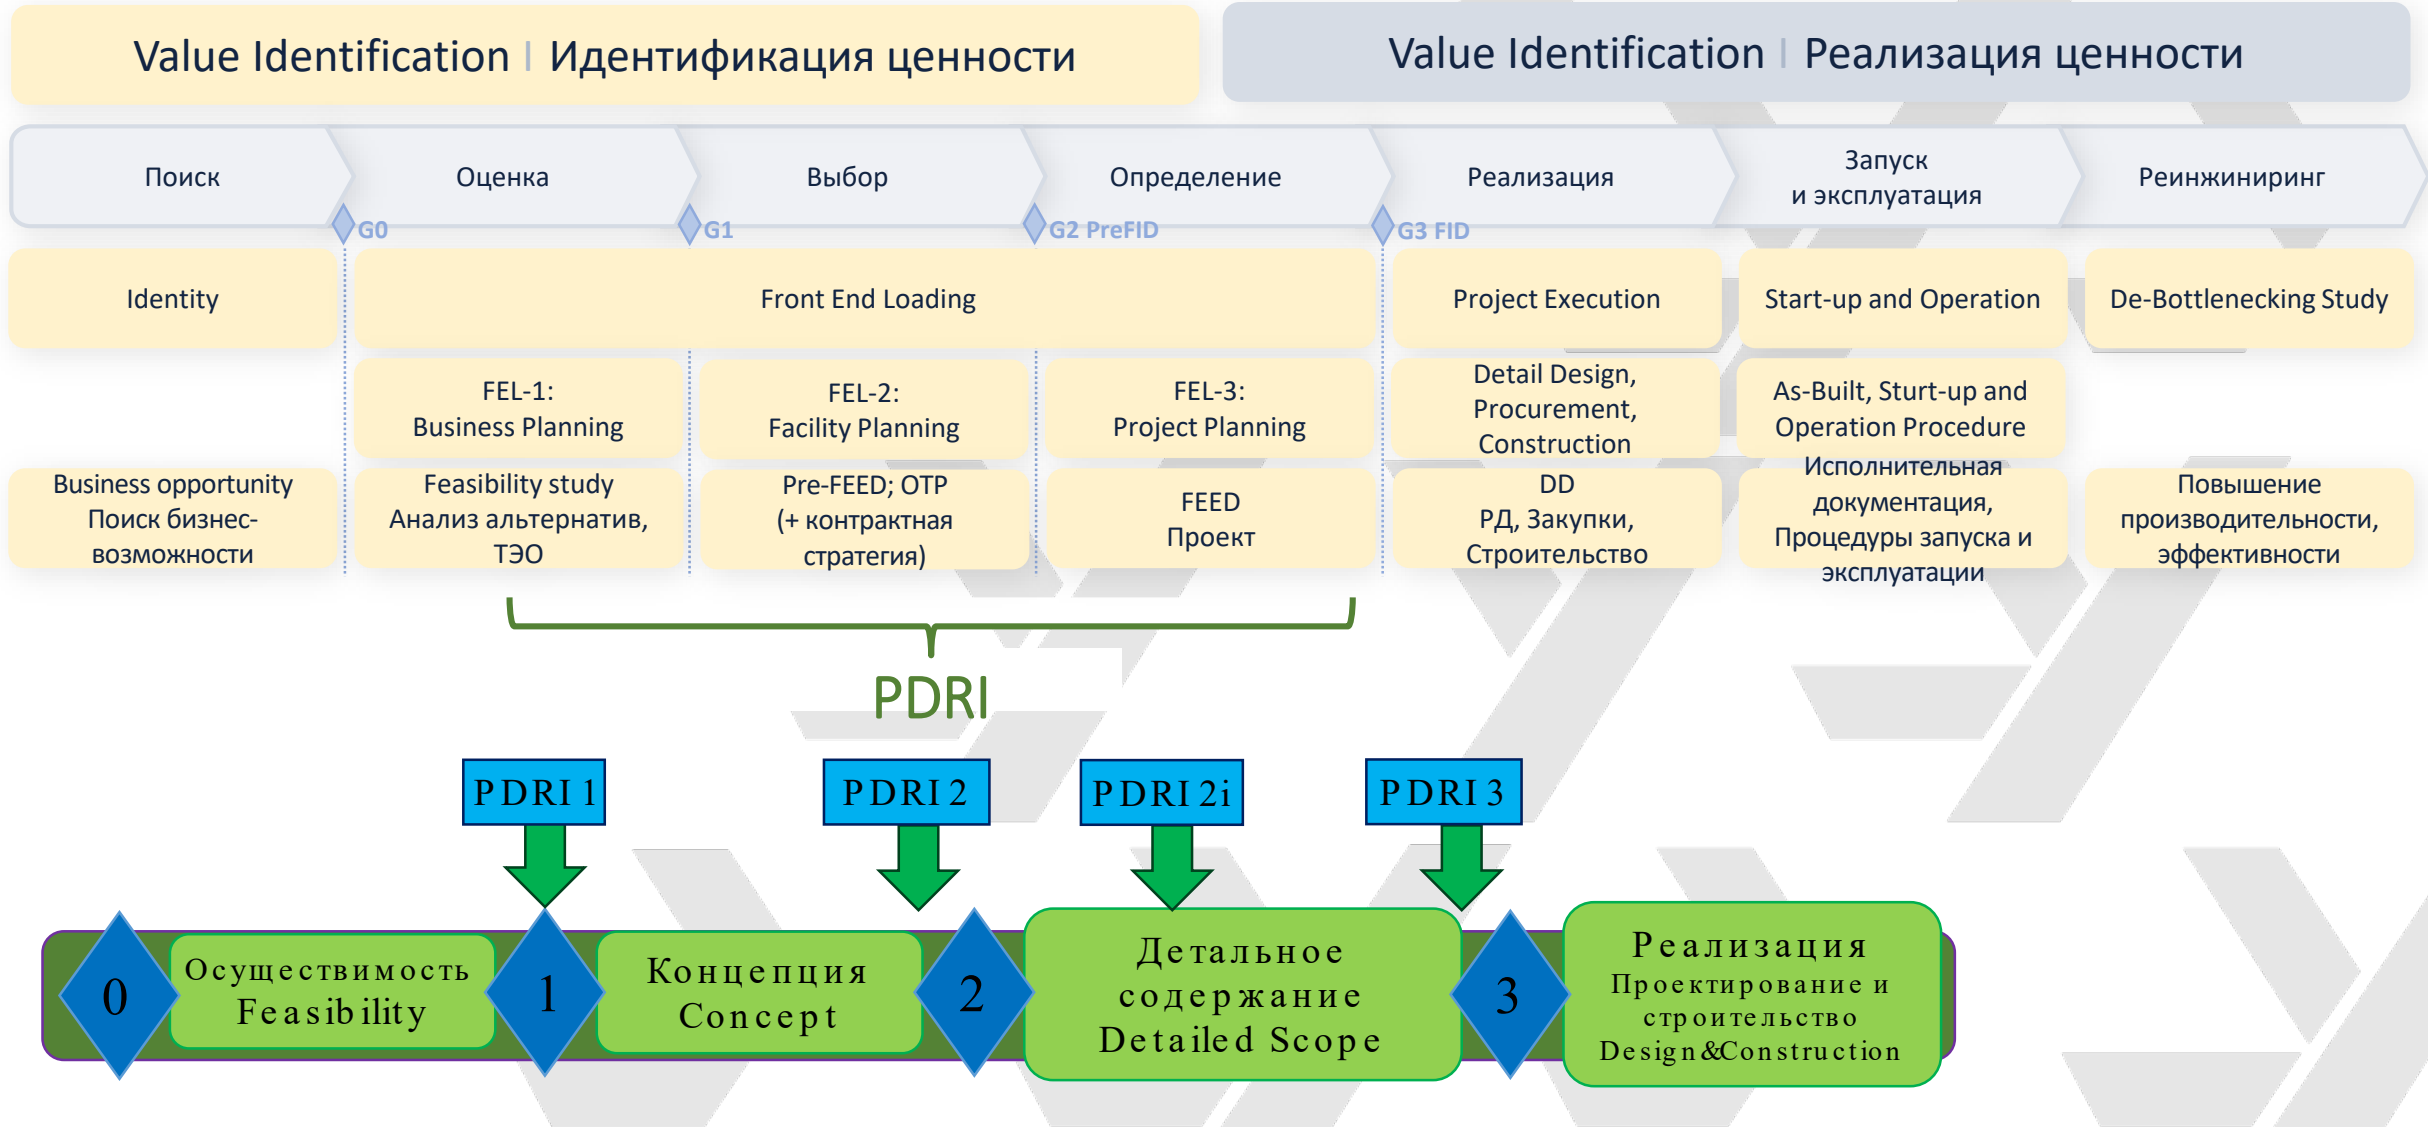 Value Identification | Идентификация ценности
Value Identification | Реализация ценности
Поиск
Оценка
Выбор
Определение
Реализация
Запуск
и эксплуатация
Реинжиниринг
G0
G1
G2 PreFID
G3 FID
Identity
Front End Loading
Project Execution
Start-up and Operation
De-Bottlenecking Study
FEL-1:
Business Planning
FEL-2:
Facility Planning
FEL-3:
Project Planning
Detail Design,
Procurement,
Construction
As-Built, Sturt-up and
Operation Procedure
Business opportunity
Поиск бизнес-
возможности
Feasibility study
Анализ альтернатив,
ТЭО
Pre-FEED; ОТР
(+ контрактная
стратегия)
FEED
Проект
DD
РД, Закупки,
Строительство
Исполнительная
документация,
Процедуры запуска и
эксплуатации
Повышение
производительности,
эффективности
PDRI
PDRI 1
PDRI 2
PDRI 2i
PDRI 3
0
Осуществимость
Feasibility
1
Концепция
Concept
2
Детальное
содержание
Detailed Scope
3
Реализация
Проектирование и
строительство
Design&Construction